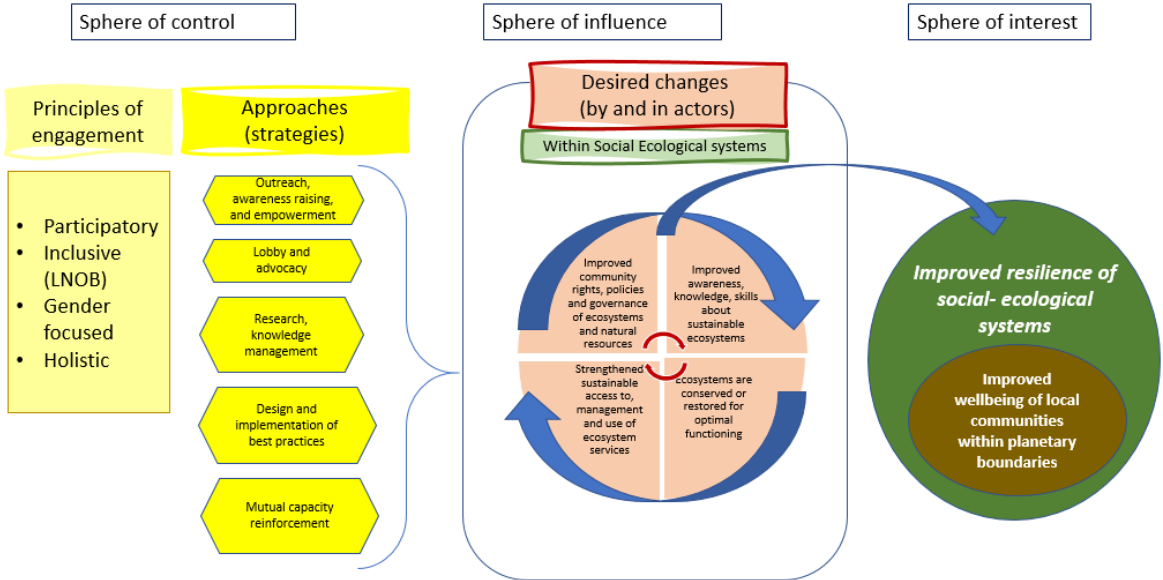 Sphere of control
Sphere of influence
Sphere of interest
Principles of
engagement
Approaches
(strategies)
Desired changes
(by and in actors)
Within Social Ecological systems
• Participatory
• Inclusive
(LNOB)
• Gender
focused
• Holistic
Outreach,
awareness raising,
and empowerment
Lobby and
advocacy
Research,
knowledge
management
Design and
implementation of
best practices
Mutual capacity
reinforcement
Improved
community
rights, policies
and governance
of ecosystems
and natural
resources
Improved
awareness,
knowledge, skills
about
sustainable
ecosystems
Strengthened
sustainable
access to,
management
and use of
ecosystem
services
Ecosystems are
conserved or
restored for
optimal
functioning
Improved resilience of
social- ecological
systems
Improved
wellbeing of local
communities
within planetary
boundaries